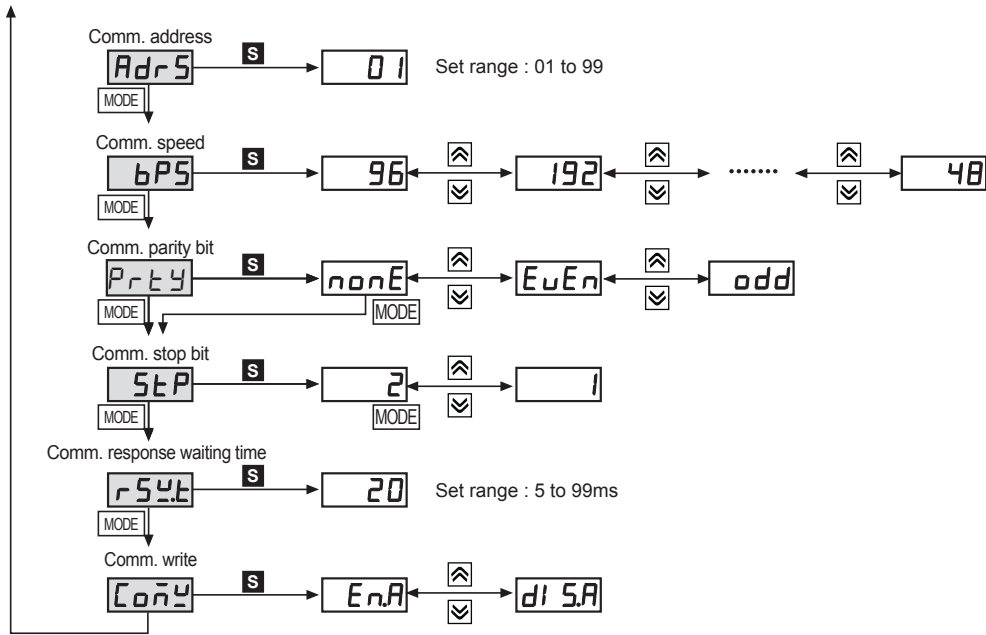 Comm. address
AdrS S 01 Set range : 01 to 99
MODE
Comm. speed
bPS S 96 192 ······· 48
MODE
Comm. parity bit
PrtY S nonE EvEn odd
MODE MODE
Comm. stop bit
StP S 2 1
MODE MODE
Comm. response waiting time
rSW.t S 20 Set range : 5 to 99ms
MODE
Comm. write
ComW S En.A dIS.A